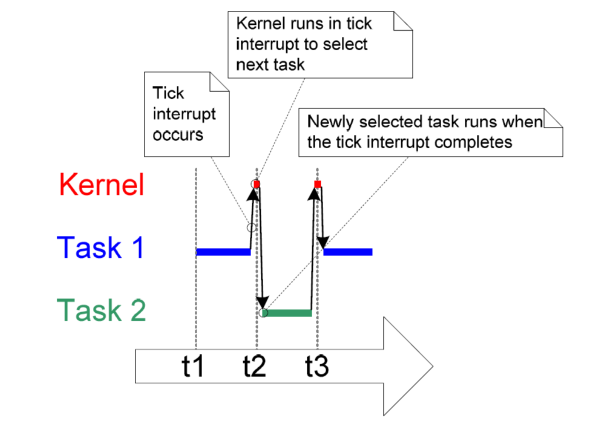 Kernel runs in tick
interrupt to select
next task
Tick
interrupt
occurs
Newly selected task runs when
the tick interrupt completes
Kernel
Task 1
Task 2
t1 t2 t3